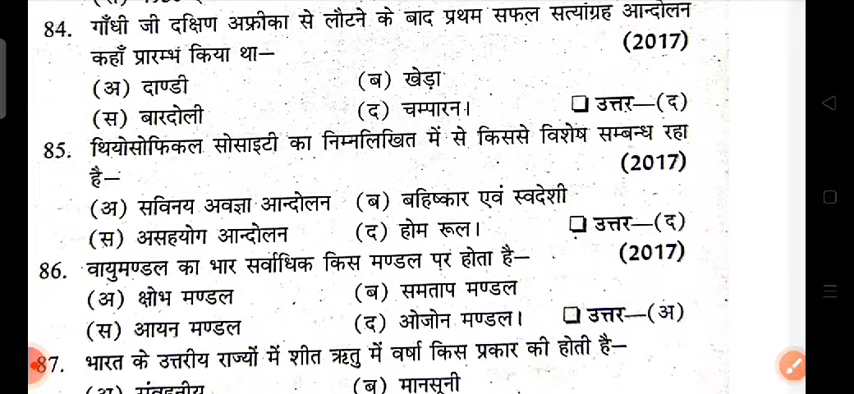 84. गाँधी जी दक्षिण अफ्रीका से लौटने के बाद प्रथम सफल सत्याग्रह आन्दोलन
कहाँ प्रारम्भ किया था— (2017)
(अ) दाण्डी (ब) खेड़ा
(स) बारदोली (द) चम्पारन। ❑ उत्तर—(द)
85. थियोसोफिकल सोसाइटी का निम्नलिखित में से किससे विशेष सम्बन्ध रहा
है— (2017)
(अ) सविनय अवज्ञा आन्दोलन (ब) बहिष्कार एवं स्वदेशी
(स) असहयोग आन्दोलन (द) होम रूल। ❑ उत्तर—(द)
86. वायुमण्डल का भार सर्वाधिक किस मण्डल पर होता है— (2017)
(अ) क्षोभ मण्डल (ब) समताप मण्डल
(स) आयन मण्डल (द) ओजोन मण्डल। ❑ उत्तर—(अ)
87. भारत के उत्तरीय राज्यों में शीत ऋतु में वर्षा किस प्रकार की होती है—
(ब) मानसूनी